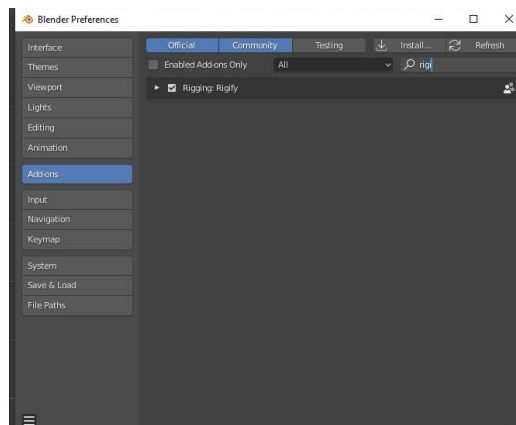 Blender Preferences
Interface
Official Community Testing Install... Refresh
Themes
Enabled Add-ons Only All rigi
Viewport
Rigging: Rigify
Lights
Editing
Animation
Add-ons
Input
Navigation
Keymap
System
Save & Load
File Paths